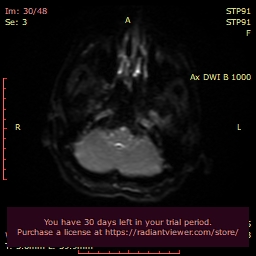 Im: 30/48
Se: 3
A
STP91
STP91
F
Ax DWI B 1000
R
L
You have 30 days left in your trial period.
Purchase a license at https://radiantviewer.com/store/